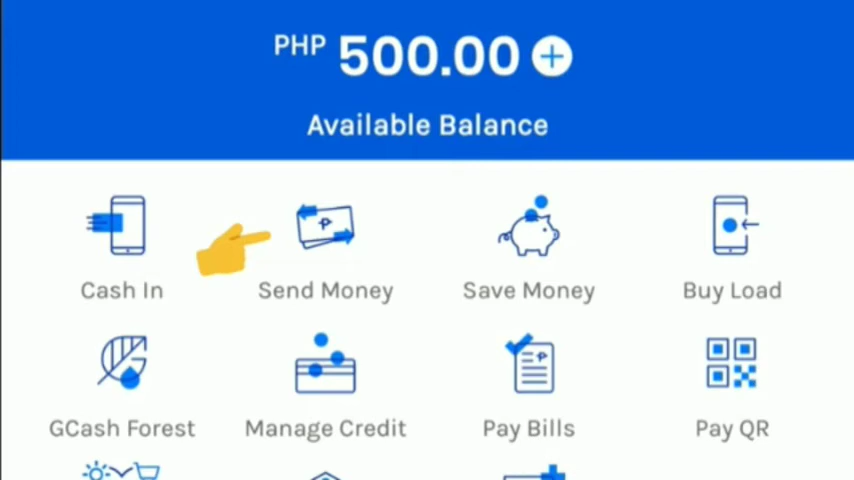 PHP 500.00
Available Balance
Cash In Send Money Save Money Buy Load
GCash Forest Manage Credit Pay Bills Pay QR